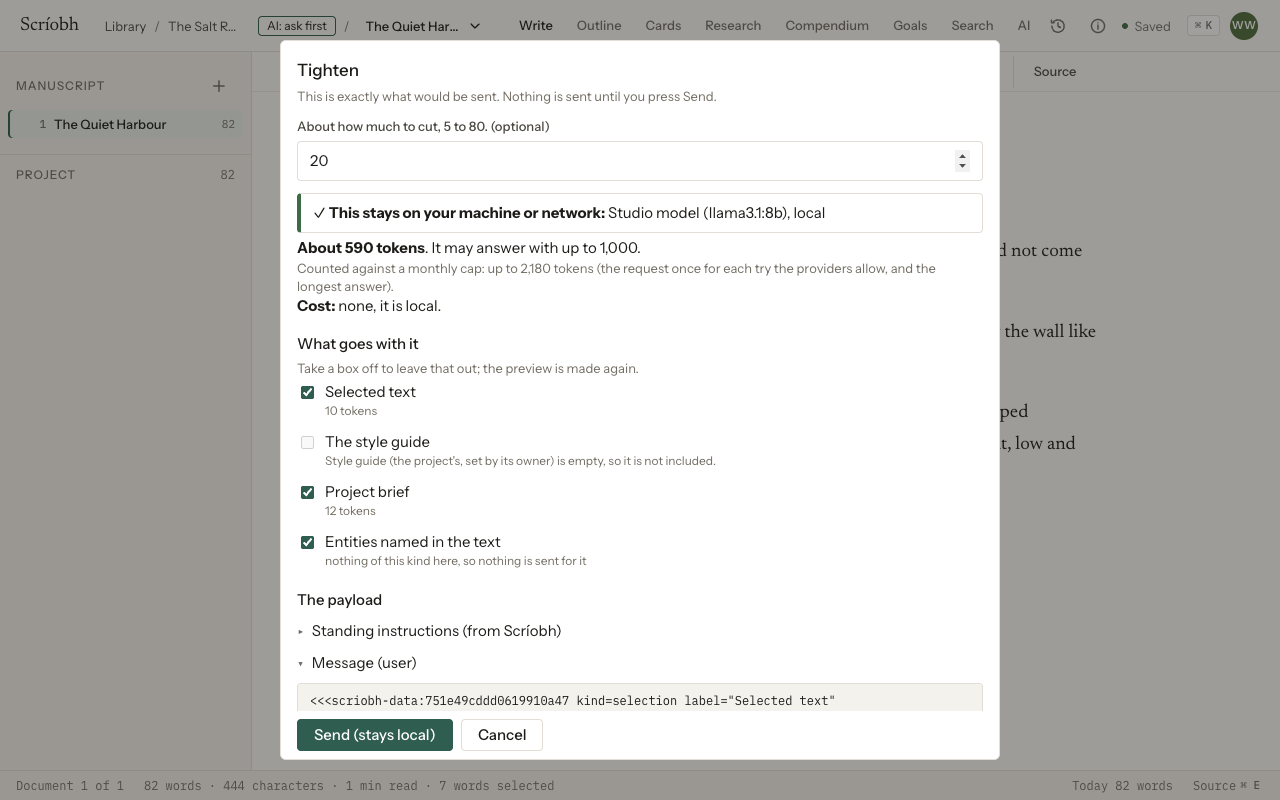 Scríobh
Library / The Salt R... AI: ask first / The Quiet Har...
Write Outline Cards Research Compendium Goals Search AI
Saved ⌘ K WW
MANUSCRIPT +
1 The Quiet Harbour 82
PROJECT 82
Source
d not come
the wall like
ped
t, low and
Tighten
This is exactly what would be sent. Nothing is sent until you press Send.
About how much to cut, 5 to 80. (optional)
20
✓ This stays on your machine or network: Studio model (llama3.1:8b), local
About 590 tokens. It may answer with up to 1,000.
Counted against a monthly cap: up to 2,180 tokens (the request once for each try the providers allow, and the
longest answer).
Cost: none, it is local.
What goes with it
Take a box off to leave that out; the preview is made again.
Selected text
10 tokens
The style guide
Style guide (the project's, set by its owner) is empty, so it is not included.
Project brief
12 tokens
Entities named in the text
nothing of this kind here, so nothing is sent for it
The payload
Standing instructions (from Scríobh)
Message (user)
<<<scriobh-data:751e49cddd0619910a47 kind=selection label="Selected text"
Send (stays local) Cancel
Document 1 of 1 82 words · 444 characters · 1 min read · 7 words selected
Today 82 words Source ⌘ E